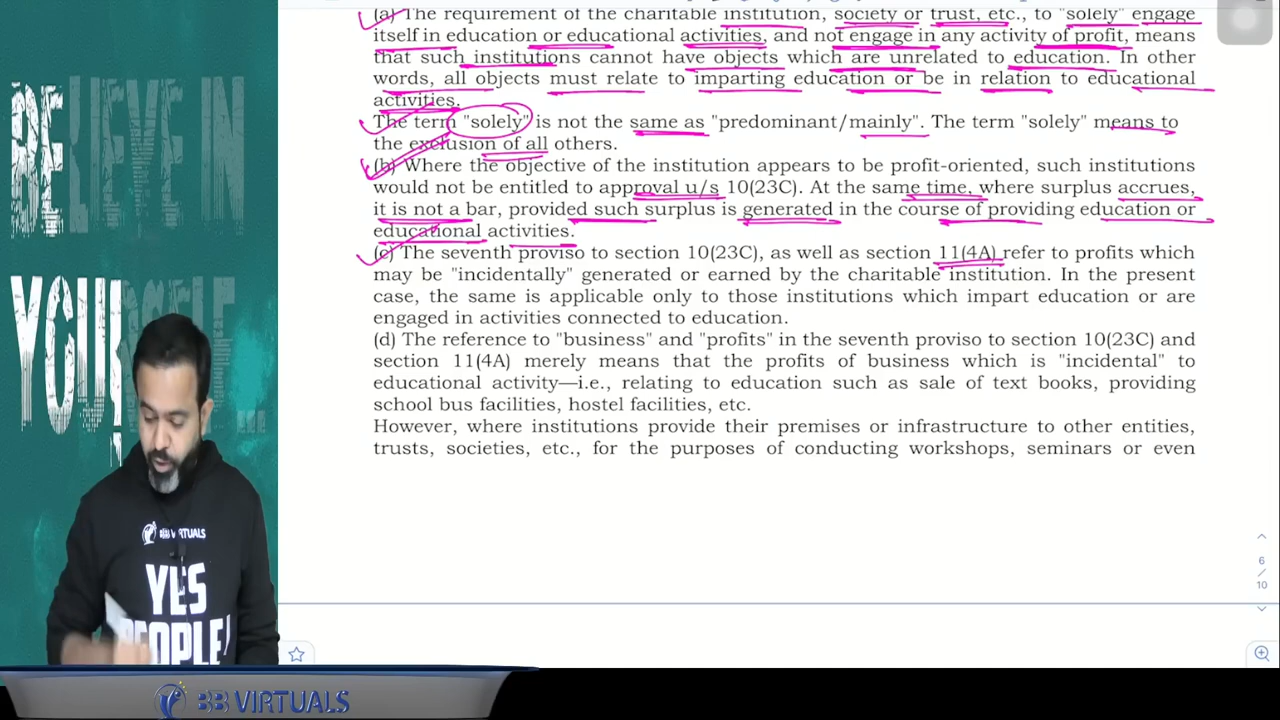 (a) The requirement of the charitable institution, society or trust, etc., to "solely" engage
itself in education or educational activities, and not engage in any activity of profit, means
that such institutions cannot have objects which are unrelated to education. In other
words, all objects must relate to imparting education or be in relation to educational
activities.
The term "solely" is not the same as "predominant/mainly". The term "solely" means to
the exclusion of all others.
(b) Where the objective of the institution appears to be profit-oriented, such institutions
would not be entitled to approval u/s 10(23C). At the same time, where surplus accrues,
it is not a bar, provided such surplus is generated in the course of providing education or
educational activities.
(c) The seventh proviso to section 10(23C), as well as section 11(4A) refer to profits which
may be "incidentally" generated or earned by the charitable institution. In the present
case, the same is applicable only to those institutions which impart education or are
engaged in activities connected to education.
(d) The reference to "business" and "profits" in the seventh proviso to section 10(23C) and
section 11(4A) merely means that the profits of business which is "incidental" to
educational activity—i.e., relating to education such as sale of text books, providing
school bus facilities, hostel facilities, etc.
However, where institutions provide their premises or infrastructure to other entities,
trusts, societies, etc., for the purposes of conducting workshops, seminars or even
6
/
10
BELIEVE IN
YOU!
BB VIRTUALS
YES
PEOPLE!
BB VIRTUALS